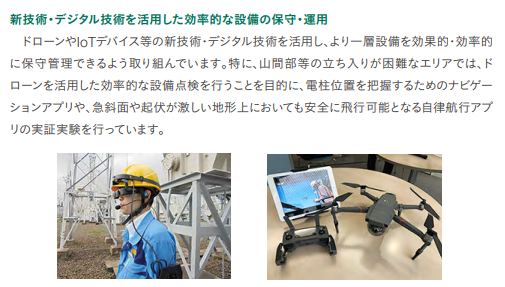 新技術・デジタル技術を活用した効率的な設備の保守・運用
　ドローンやIoTデバイス等の新技術・デジタル技術を活用し、より一層設備を効果的・効率的
に保守管理できるよう取り組んでいます。特に、山間部等の立ち入りが困難なエリアでは、ド
ローンを活用した効率的な設備点検を行うことを目的に、電柱位置を把握するためのナビゲー
ションアプリや、急斜面や起伏が激しい地形上においても安全に飛行可能となる自律航行アプ
リの実証実験を行っています。